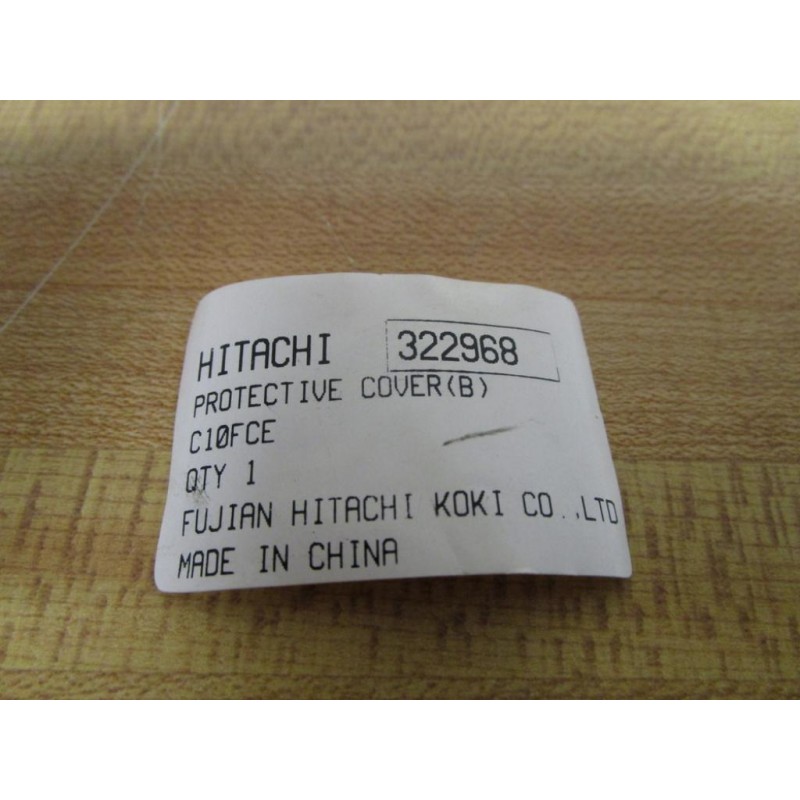 HITACHI 322968
PROTECTIVE COVER(B)
C10FCE
QTY 1
FUJIAN HITACHI KOKI CO.,LTD
MADE IN CHINA